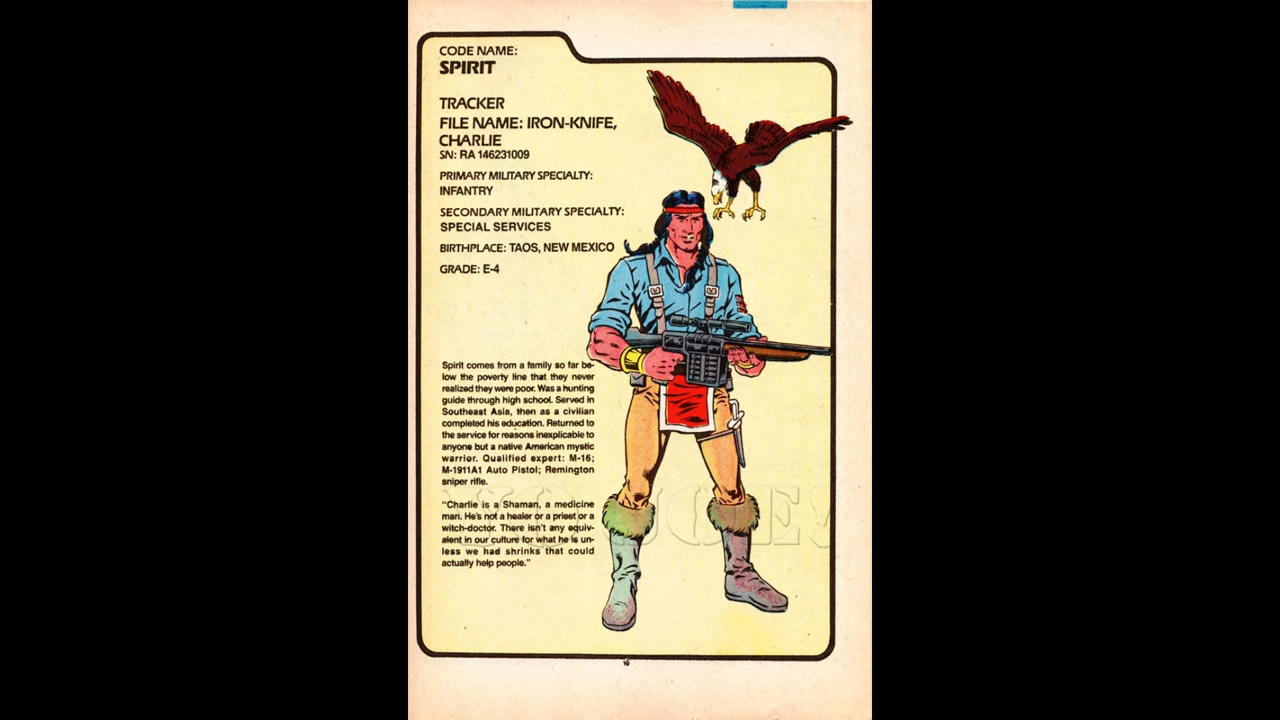 CODE NAME:
SPIRIT
TRACKER
FILE NAME: IRON-KNIFE,
CHARLIE
SN: RA 146231009
PRIMARY MILITARY SPECIALTY:
INFANTRY
SECONDARY MILITARY SPECIALTY:
SPECIAL SERVICES
BIRTHPLACE: TAOS, NEW MEXICO
GRADE: E-4
Spirit comes from a family so far be-
low the poverty line that they never
realized they were poor. Was a hunting
guide through high school. Served in
Southeast Asia, then as a civilian
completed his education. Returned to
the service for reasons inexplicable to
anyone but a native American mystic
warrior. Qualified expert: M-16;
M-1911A1 Auto Pistol; Remington
sniper rifle.
"Charlie is a Shaman, a medicine
man. He's not a healer or a priest or a
witch-doctor. There isn't any equiv-
alent in our culture for what he is un-
less we had shrinks that could
actually help people."